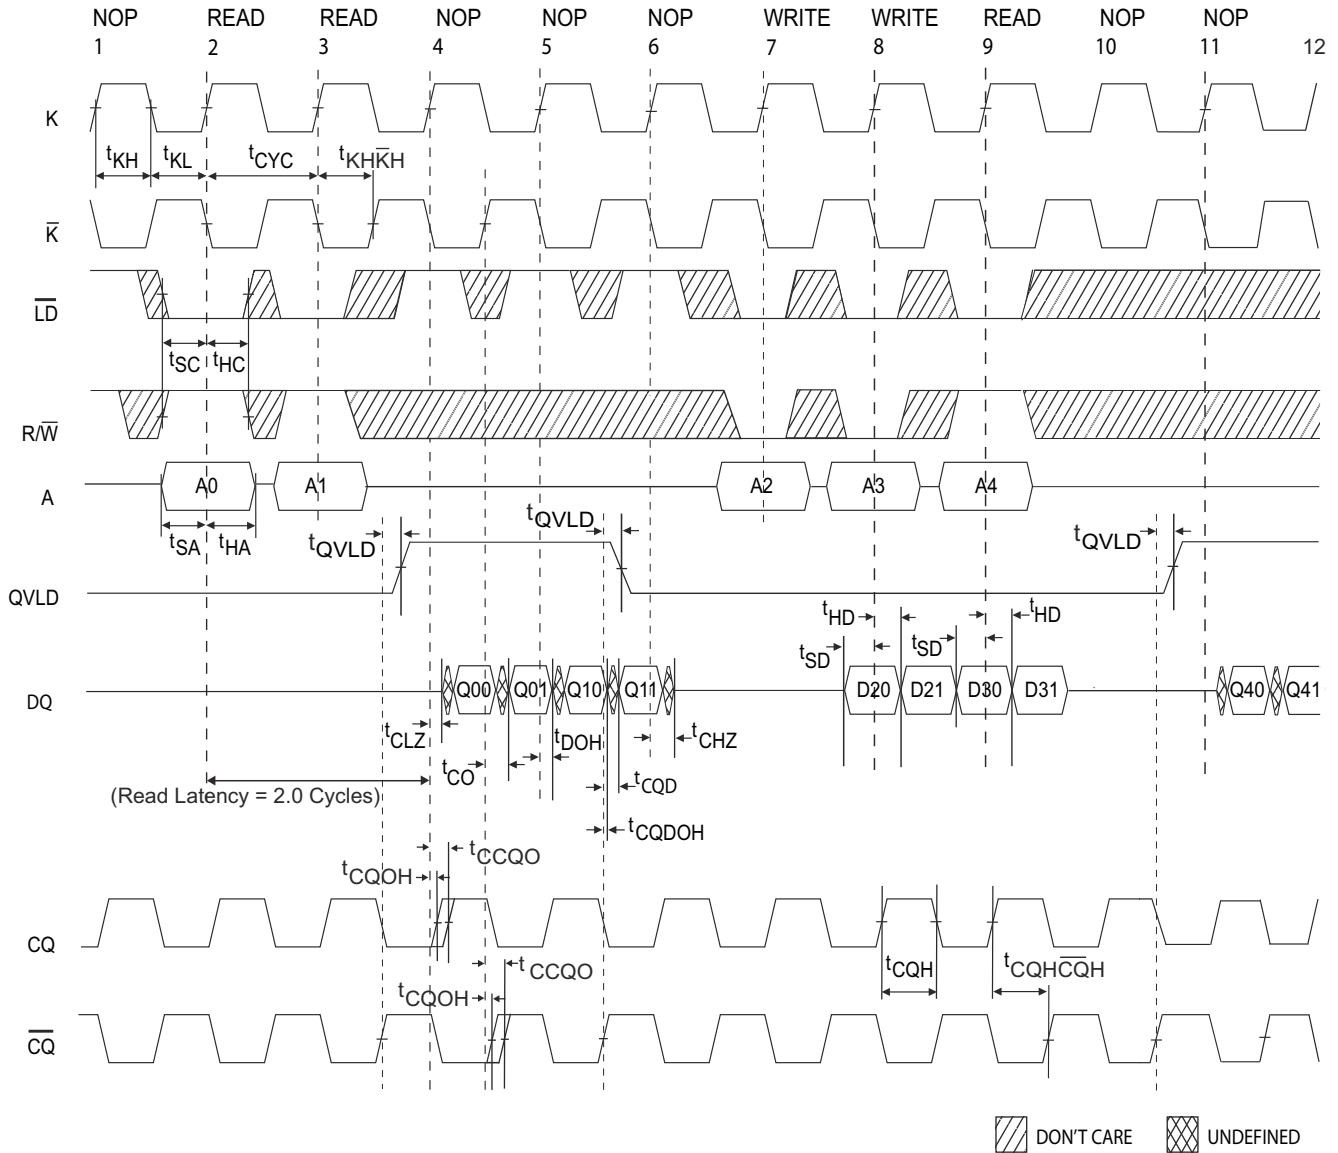 NOP READ READ NOP NOP NOP WRITE WRITE READ NOP NOP
1 2 3 4 5 6 7 8 9 10 11 12
K
tKH tKL tCYC tKHK̅H
K̅
L̅D̅
tSC tHC
R/W̅
A A0 A1 A2 A3 A4
tSA tHA tQVLD tQVLD tQVLD
QVLD
tHD tHD
tSD tSD
DQ Q00 Q01 Q10 Q11 D20 D21 D30 D31 Q40 Q41
tCLZ tDOH tCHZ
tCO tCQD
(Read Latency = 2.0 Cycles)
tCQDOH
tCCQO
tCQOH
CQ
tCCQO tCQH tCQHC̅Q̅H
tCQOH
C̅Q̅
DON'T CARE UNDEFINED